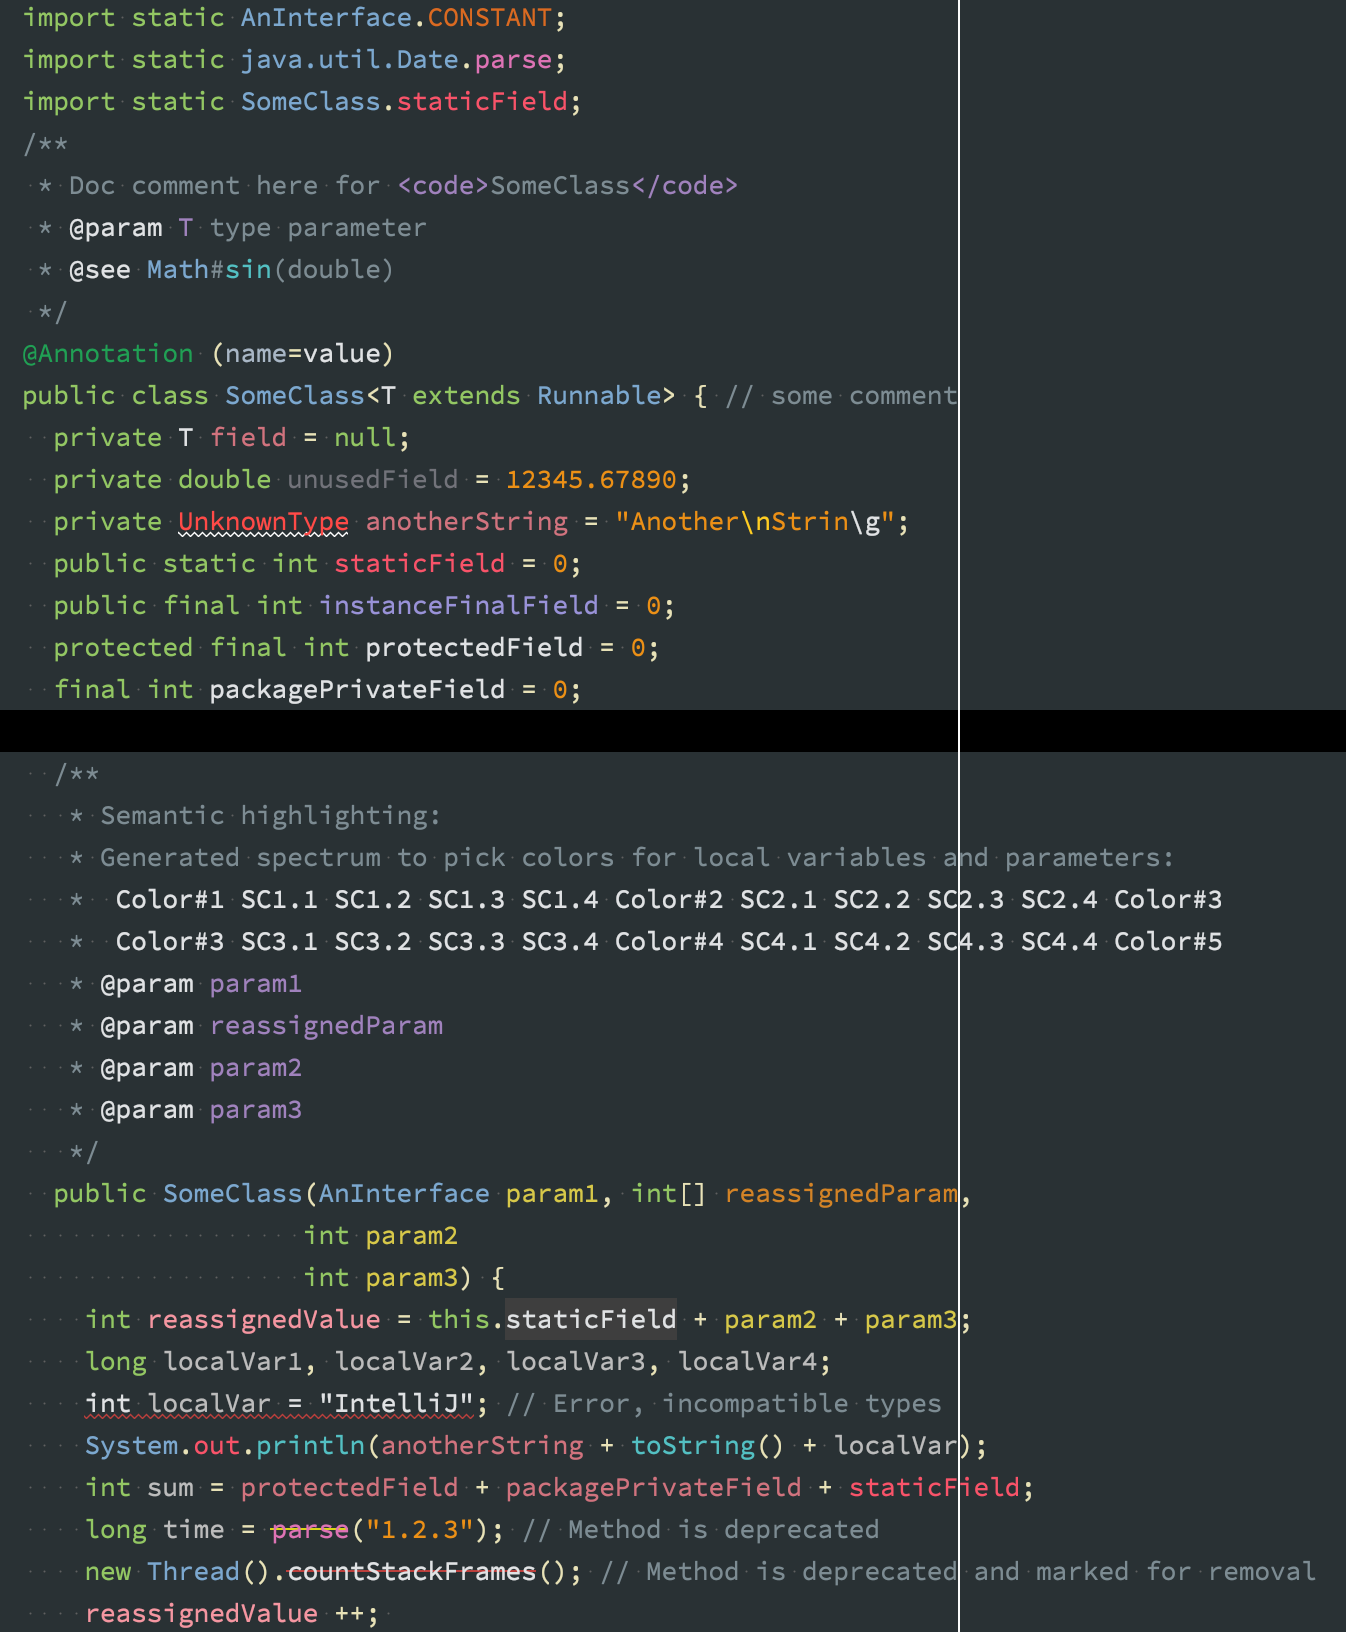 import static AnInterface.CONSTANT;
import static java.util.Date.parse;
import static SomeClass.staticField;
/**
 * Doc comment here for <code>SomeClass</code>
 * @param T type parameter
 * @see Math#sin(double)
 */
@Annotation (name=value)
public class SomeClass<T extends Runnable> { // some comment
  private T field = null;
  private double unusedField = 12345.67890;
  private UnknownType anotherString = "Another\nStrin\g";
  public static int staticField = 0;
  public final int instanceFinalField = 0;
  protected final int protectedField = 0;
  final int packagePrivateField = 0;
  /**
   * Semantic highlighting:
   * Generated spectrum to pick colors for local variables and parameters:
   *  Color#1 SC1.1 SC1.2 SC1.3 SC1.4 Color#2 SC2.1 SC2.2 SC2.3 SC2.4 Color#3
   *  Color#3 SC3.1 SC3.2 SC3.3 SC3.4 Color#4 SC4.1 SC4.2 SC4.3 SC4.4 Color#5
   * @param param1
   * @param reassignedParam
   * @param param2
   * @param param3
   */
  public SomeClass(AnInterface param1, int[] reassignedParam,
                  int param2
                  int param3) {
    int reassignedValue = this.staticField + param2 + param3;
    long localVar1, localVar2, localVar3, localVar4;
    int localVar = "IntelliJ"; // Error, incompatible types
    System.out.println(anotherString + toString() + localVar);
    int sum = protectedField + packagePrivateField + staticField;
    long time = parse("1.2.3"); // Method is deprecated
    new Thread().countStackFrames(); // Method is deprecated and marked for removal
    reassignedValue ++;